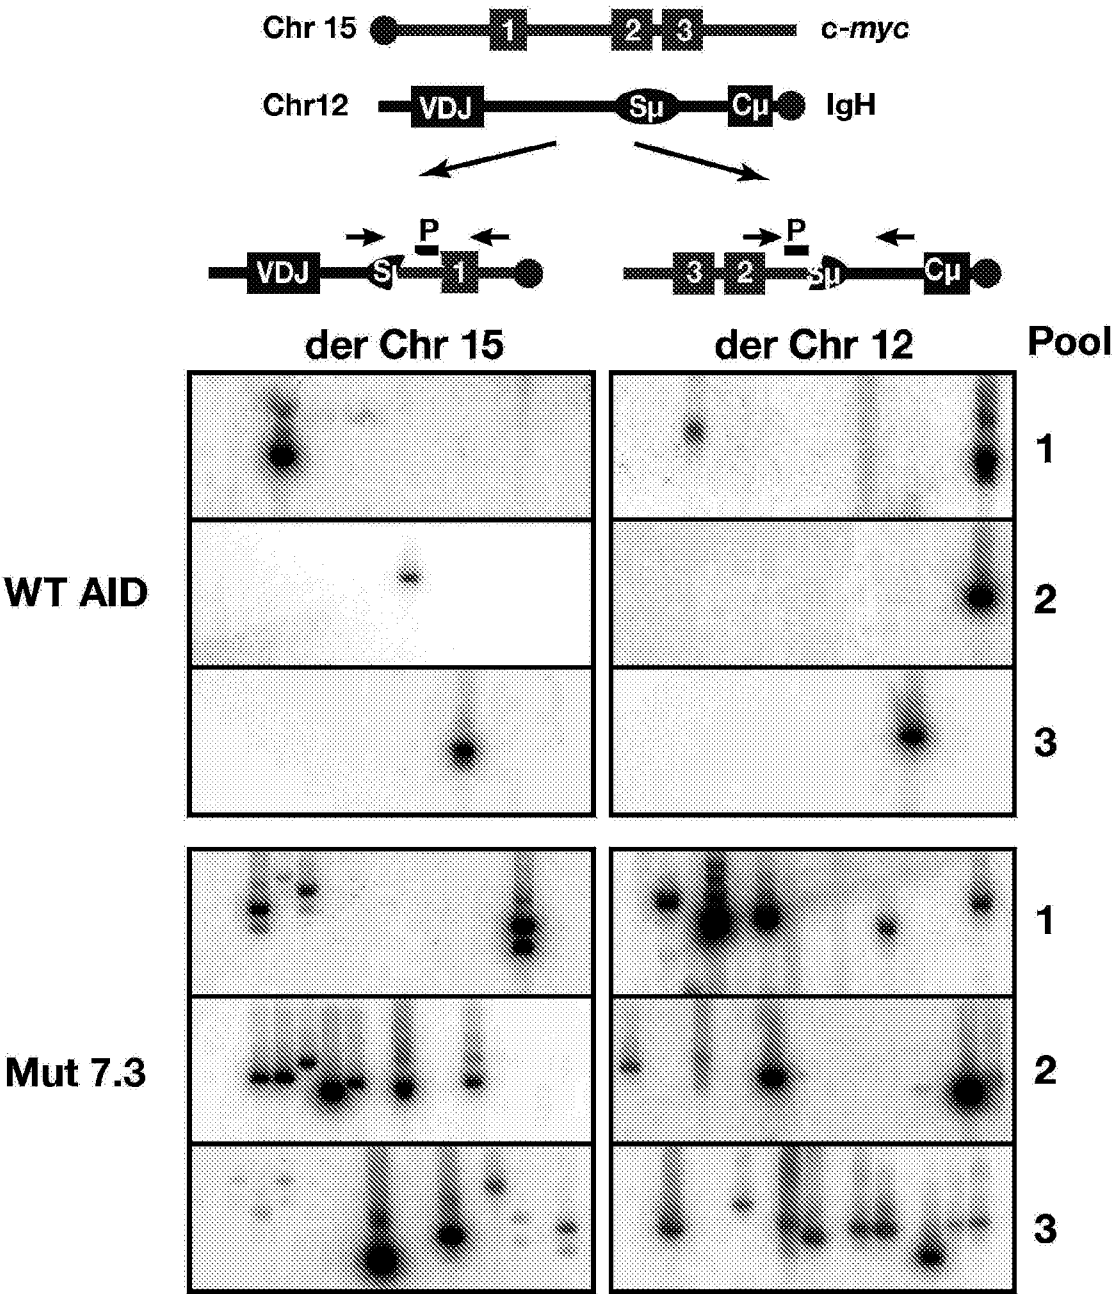 Chr 15 1 2 3 c-myc
Chr12 VDJ Sμ Cμ IgH
P P
VDJ Sμ 1 3 2 Sμ Cμ
der Chr 15 der Chr 12 Pool
1
WT AID 2
3
1
Mut 7.3 2
3